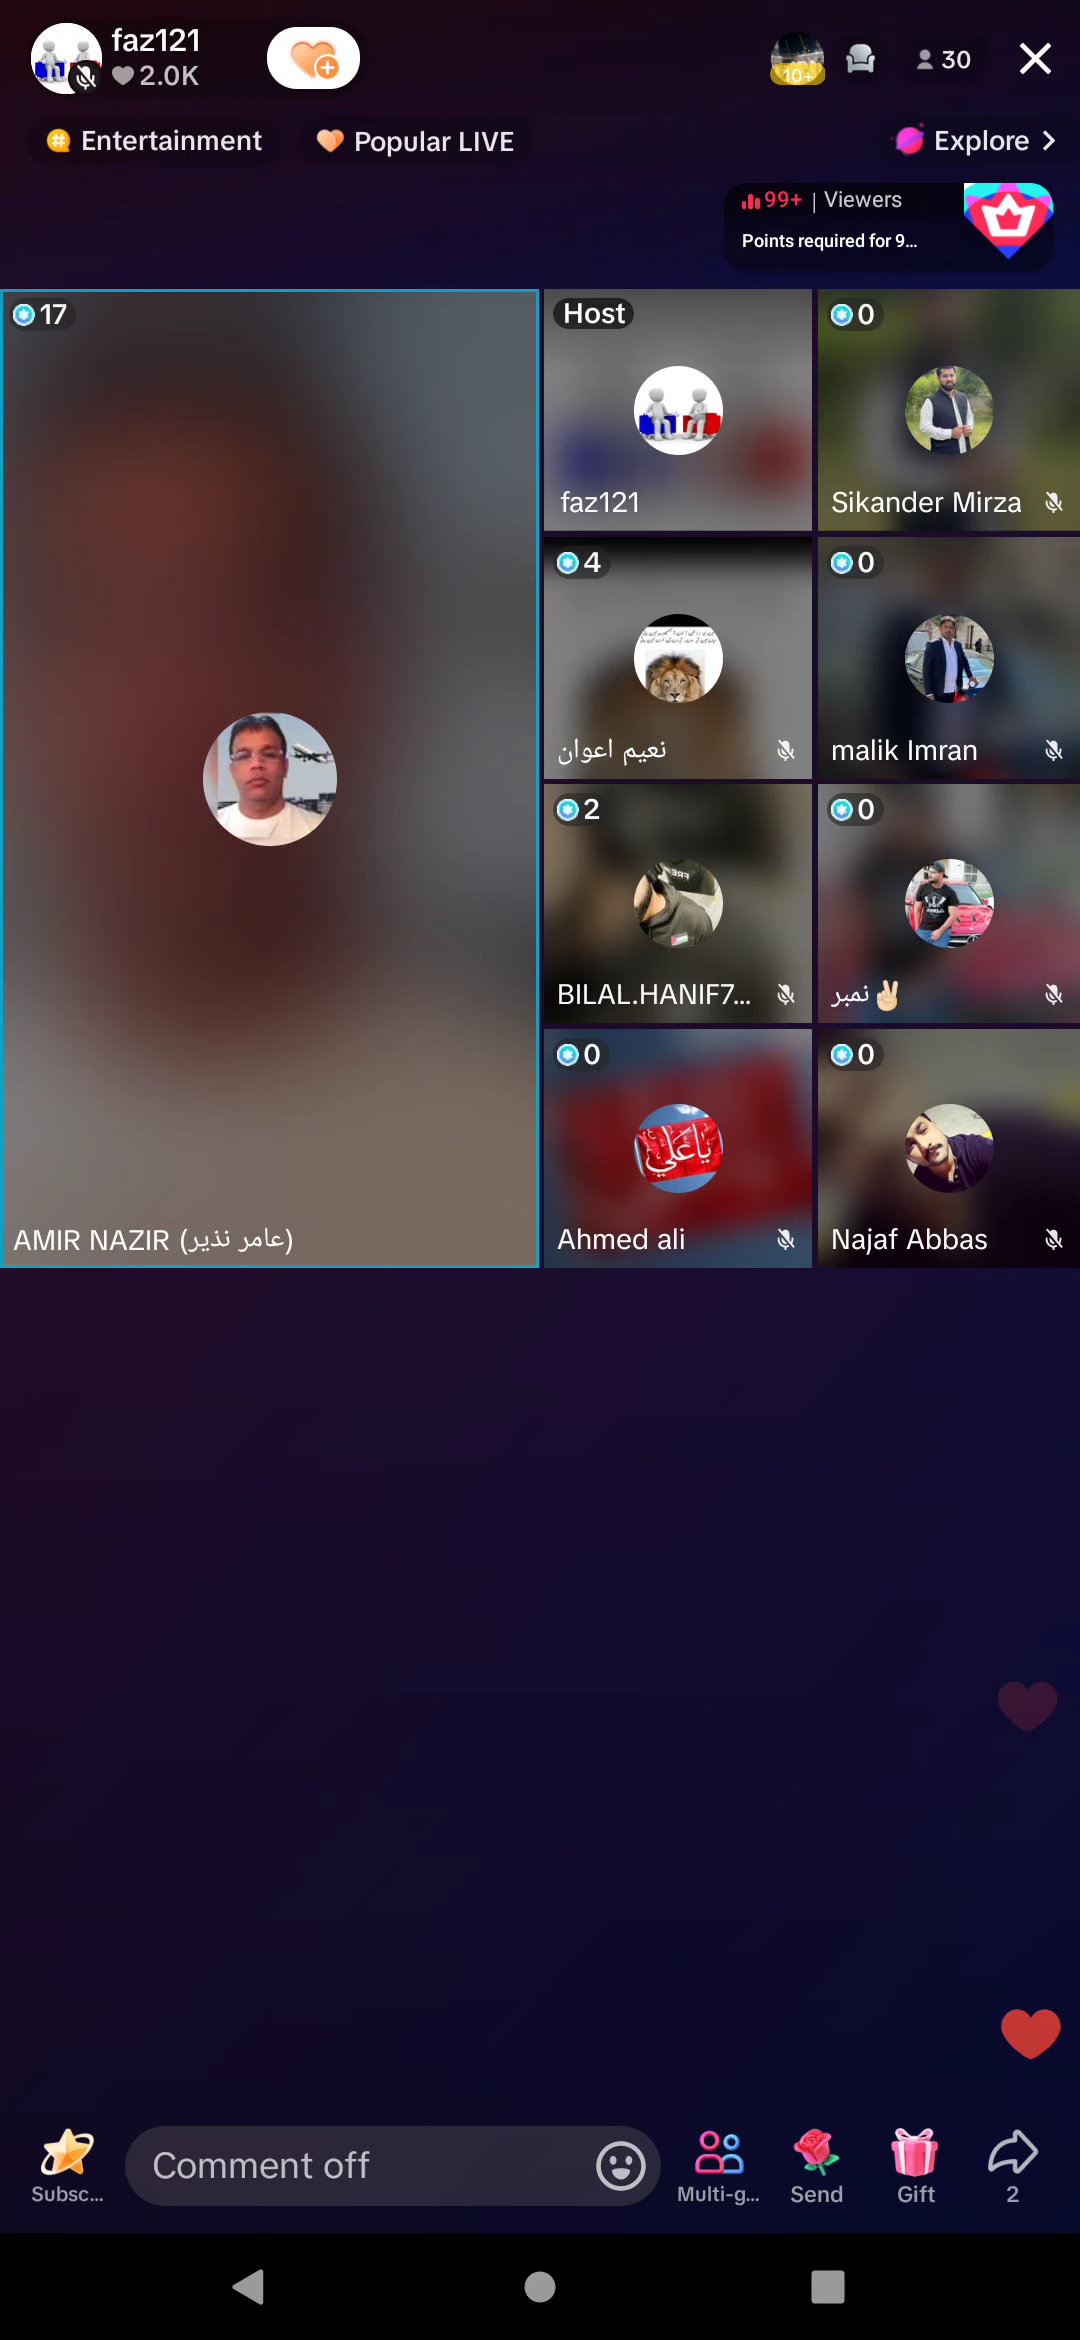 faz121
2.0K
10+
30
Entertainment
Popular LIVE
Explore
99+ | Viewers
Points required for 9...
17
Host
0
faz121
Sikander Mirza
4
0
نعیم اعوان
malik Imran
2
0
BILAL.HANIF7...
نمبر✌🏻
0
0
ياعلي
Ahmed ali
Najaf Abbas
AMIR NAZIR (عامر نذیر)
Comment off
Subsc...
Multi-g...
Send
Gift
2